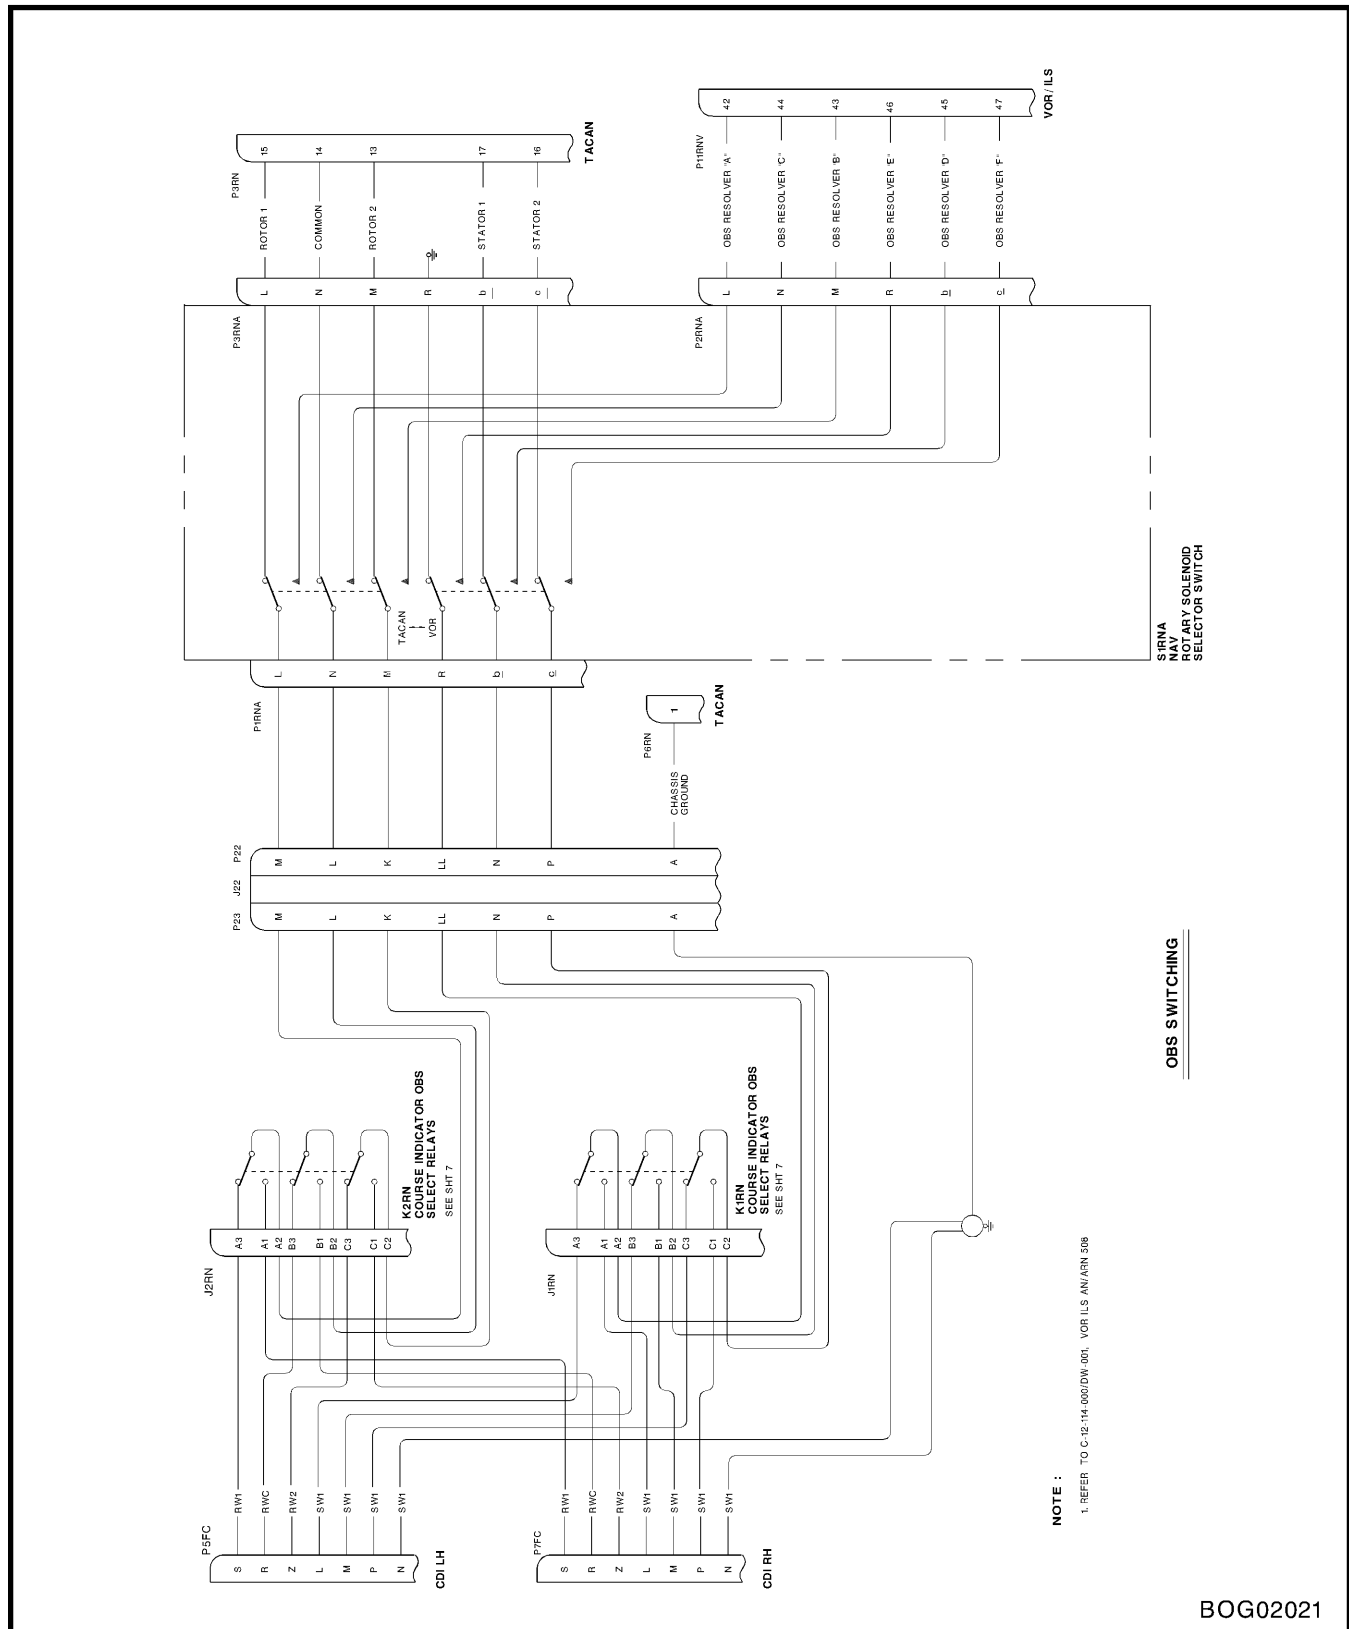 P3RN
15
14
13
17
16
TACAN
ROTOR 1
COMMON
ROTOR 2
STATOR 1
STATOR 2
P3RNA
L
N
M
R
b
c
P11RNV
42
44
43
46
45
47
VOR/ILS
OBS RESOLVER "A"
OBS RESOLVER "C"
OBS RESOLVER "B"
OBS RESOLVER "E"
OBS RESOLVER "D"
OBS RESOLVER "F"
P2RNA
L
N
M
R
b
c
TACAN
VOR
S1RNA
NAV
ROTARY SOLENOID
SELECTOR SWITCH
P1RNA
L
N
M
R
b
c
P6RN
1
TACAN
CHASSIS
GROUND
P22
M
L
K
LL
N
P
A
J22
P23
M
L
K
LL
N
P
A
K2RN
COURSE INDICATOR OBS
SELECT RELAYS
SEE SHT 7
J2RN
A3
A1
A2
B3
B1
B2
C3
C1
C2
K1RN
COURSE INDICATOR OBS
SELECT RELAYS
SEE SHT 7
J1RN
A3
A1
A2
B3
B1
B2
C3
C1
C2
RW1
RWC
RW2
SW1
SW1
SW1
SW1
P5FC
S
R
Z
L
M
P
N
CDI LH
RW1
RWC
RW2
SW1
SW1
SW1
SW1
P7FC
S
R
Z
L
M
P
N
CDI RH
NOTE :
1. REFER TO C-12-114-000/DW-001, VOR ILS AN/ARN 506
OBS SWITCHING
BOG02021